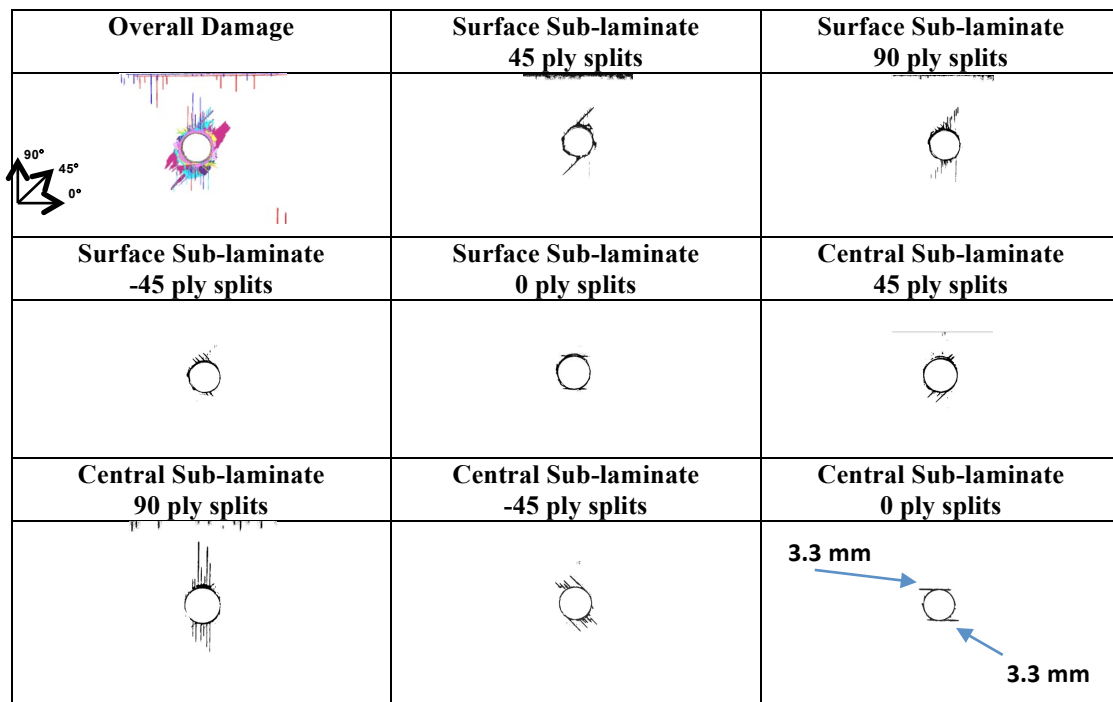 Overall Damage
Surface Sub-laminate
45 ply splits
Surface Sub-laminate
90 ply splits
90°
45°
0°
Surface Sub-laminate
-45 ply splits
Surface Sub-laminate
0 ply splits
Central Sub-laminate
45 ply splits
Central Sub-laminate
90 ply splits
Central Sub-laminate
-45 ply splits
Central Sub-laminate
0 ply splits
3.3 mm
3.3 mm